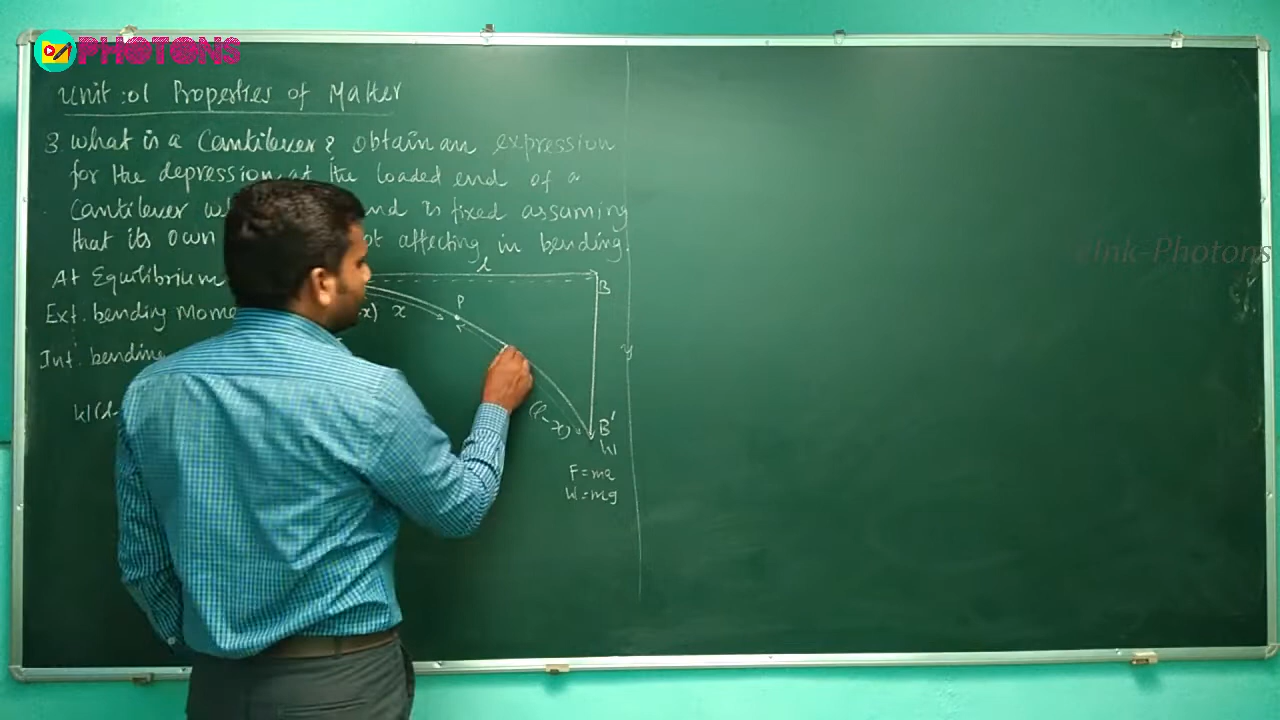 PHOTONS
Unit :01 Properties of Matter
3. What is a Cantilever & obtain an expression
for the depression at the loaded end of a
Cantilever wh end is fixed assuming
that its own ot affecting in bending.
At Equilibrium
l
B
Ext. bending Mome -x) x P
Int. bending
y
W(l-
(l-x) B'
W
F=ma
W=mg
eInk-Photons